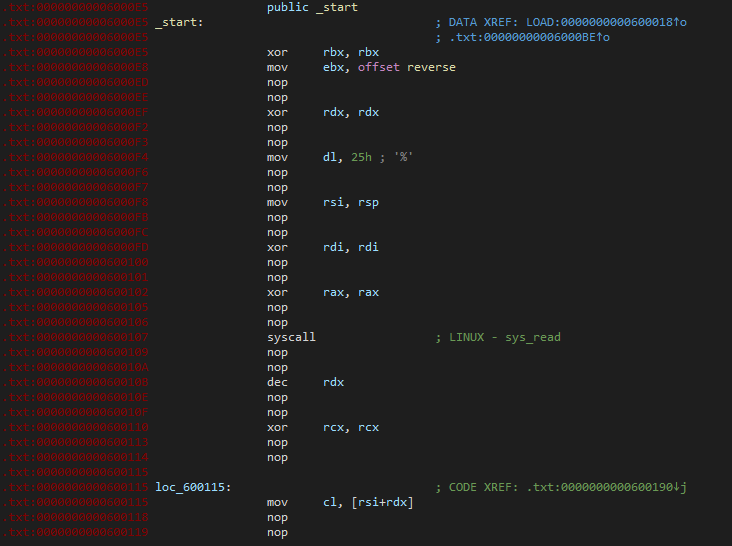 .txt:00000000006000E5 public _start
.txt:00000000006000E5 _start: ; DATA XREF: LOAD:0000000000600018↑o
.txt:00000000006000E5 ; .txt:00000000006000BE↑o
.txt:00000000006000E5 xor rbx, rbx
.txt:00000000006000E8 mov ebx, offset reverse
.txt:00000000006000ED nop
.txt:00000000006000EE nop
.txt:00000000006000EF xor rdx, rdx
.txt:00000000006000F2 nop
.txt:00000000006000F3 nop
.txt:00000000006000F4 mov dl, 25h ; '%'
.txt:00000000006000F6 nop
.txt:00000000006000F7 nop
.txt:00000000006000F8 mov rsi, rsp
.txt:00000000006000FB nop
.txt:00000000006000FC nop
.txt:00000000006000FD xor rdi, rdi
.txt:0000000000600100 nop
.txt:0000000000600101 nop
.txt:0000000000600102 xor rax, rax
.txt:0000000000600105 nop
.txt:0000000000600106 nop
.txt:0000000000600107 syscall ; LINUX - sys_read
.txt:0000000000600109 nop
.txt:000000000060010A nop
.txt:000000000060010B dec rdx
.txt:000000000060010E nop
.txt:000000000060010F nop
.txt:0000000000600110 xor rcx, rcx
.txt:0000000000600113 nop
.txt:0000000000600114 nop
.txt:0000000000600115
.txt:0000000000600115 loc_600115: ; CODE XREF: .txt:0000000000600190↓j
.txt:0000000000600115 mov cl, [rsi+rdx]
.txt:0000000000600118 nop
.txt:0000000000600119 nop